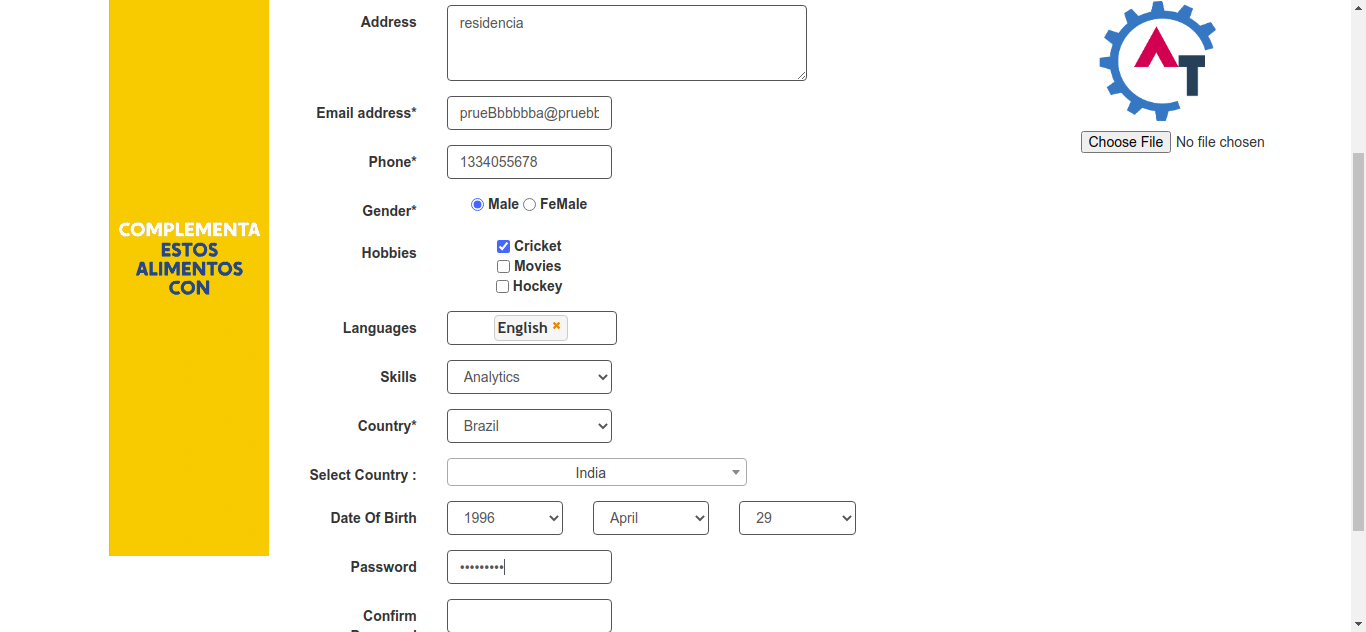 Address
residencia
Email address*
prueBbbbbba@pruebb
Phone*
1334055678
Gender*
Male FeMale
Hobbies
Cricket
Movies
Hockey
Languages
English
Skills
Analytics
Country*
Brazil
Select Country :
India
Date Of Birth
1996 April 29
Password
•••••••••
Confirm
COMPLEMENTA
ESTOS
ALIMENTOS
CON
AT
Choose File No file chosen